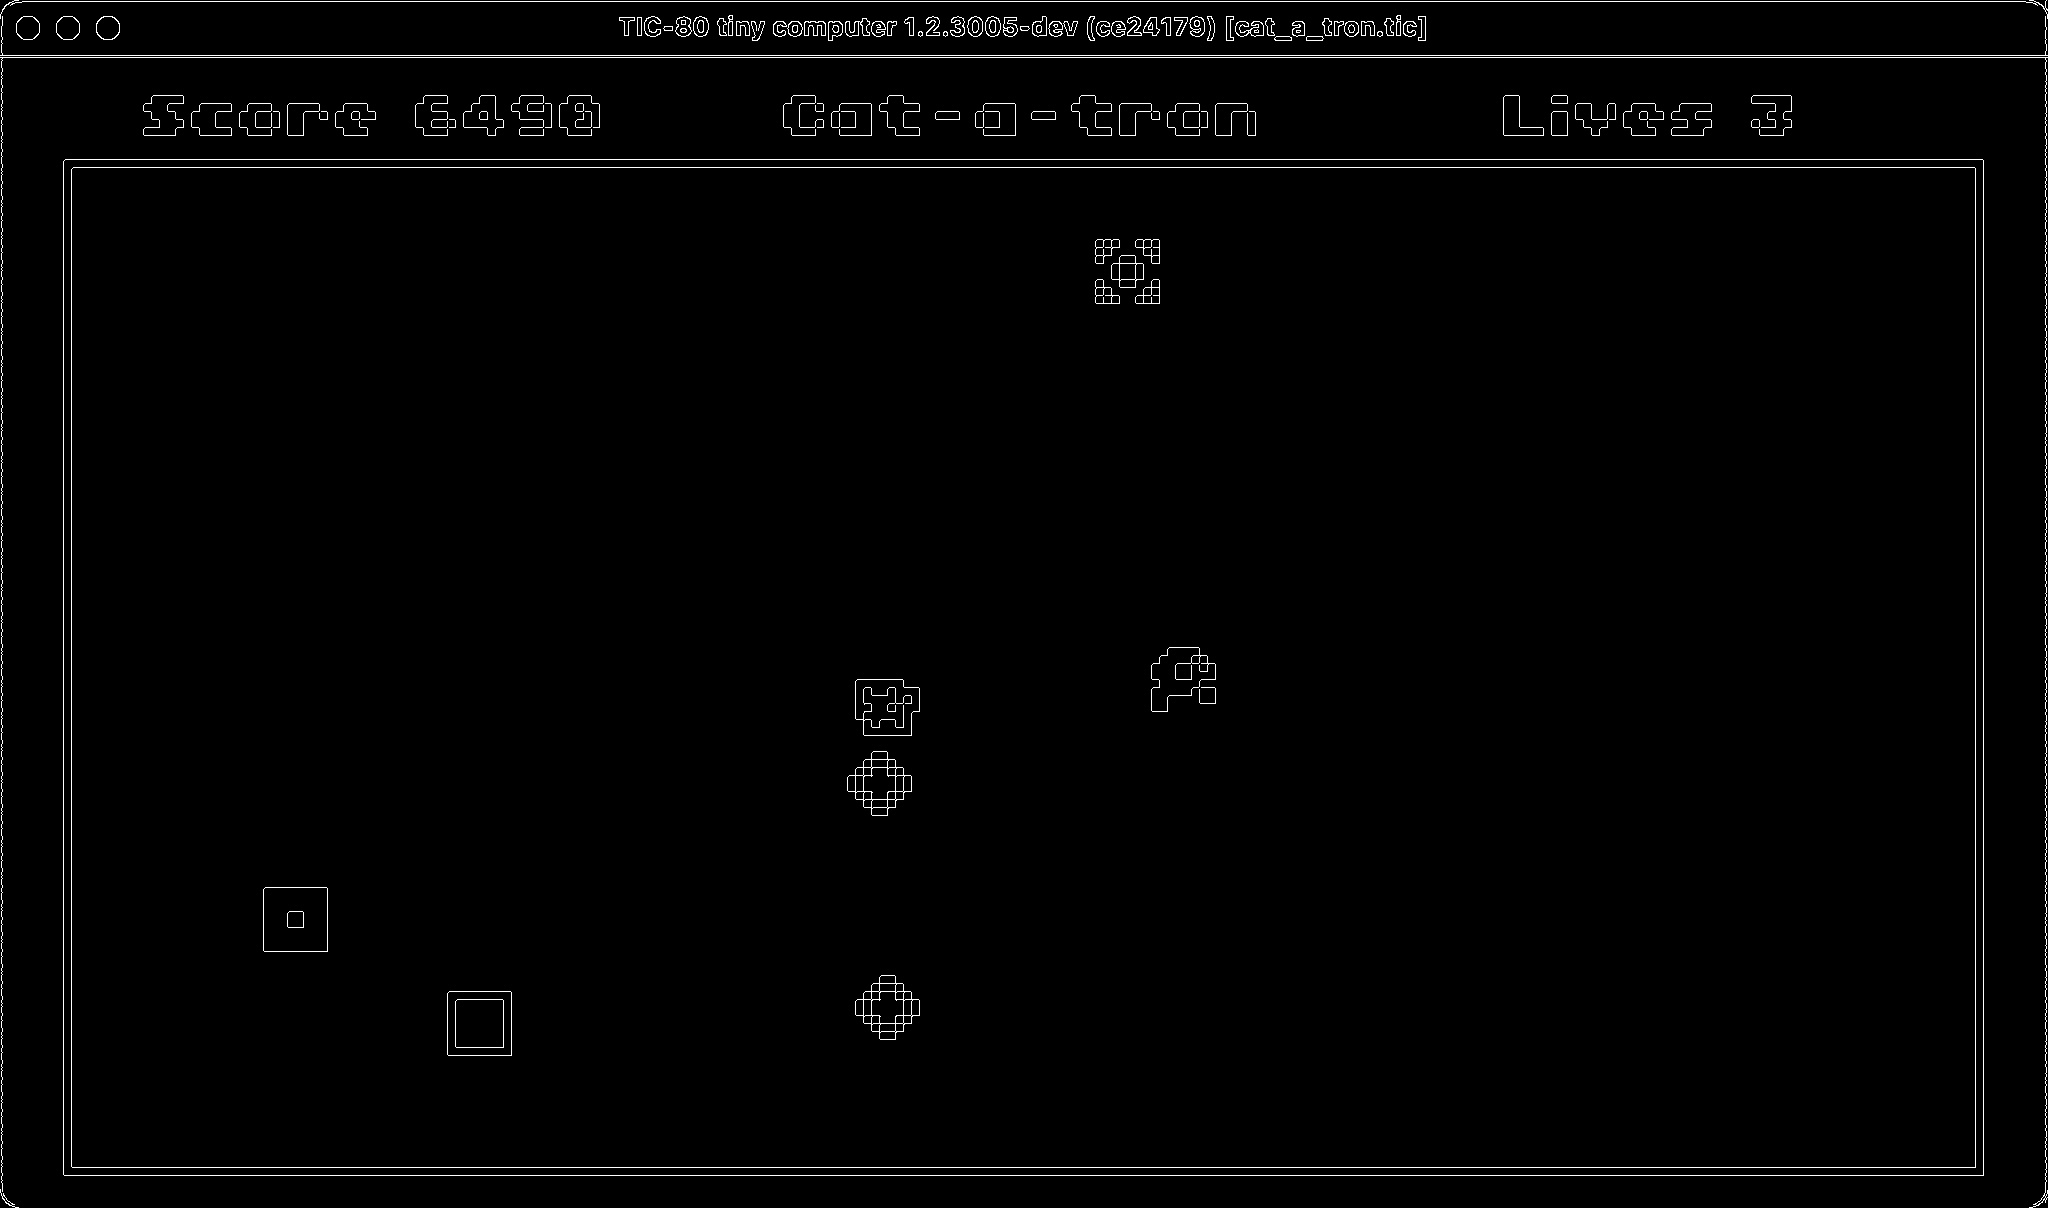 TIC-80 tiny computer 1.2.3005-dev (ce24179) [cat_a_tron.tic]
Score 6490 Cat-a-tron Lives 3